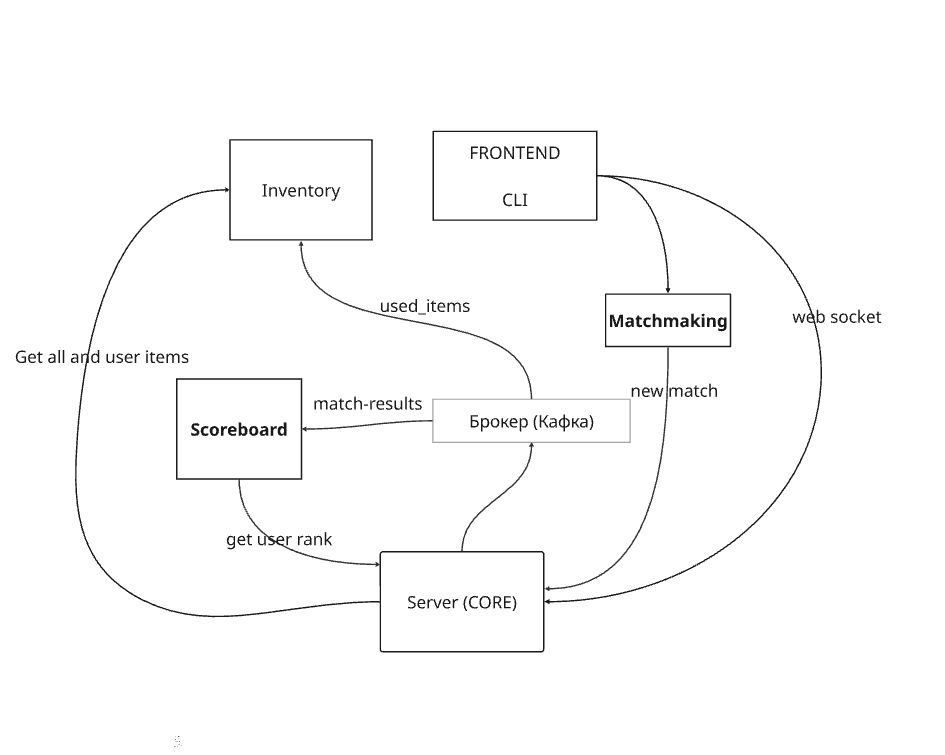 FRONTEND
CLI
Inventory
used_items
web socket
Matchmaking
Get all and user items
new match
match-results
Брокер (Кафка)
Scoreboard
get user rank
Server (CORE)